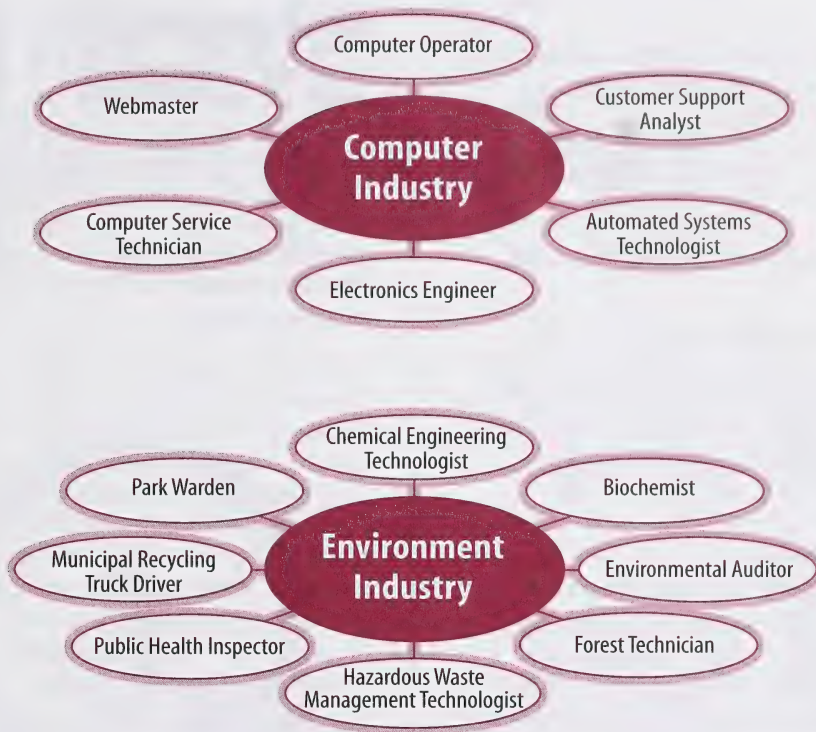 Computer Operator
Webmaster
Customer Support
Analyst
Computer
Industry
Computer Service
Technician
Automated Systems
Technologist
Electronics Engineer
Chemical Engineering
Technologist
Park Warden
Biochemist
Environment
Industry
Municipal Recycling
Truck Driver
Environmental Auditor
Public Health Inspector
Forest Technician
Hazardous Waste
Management Technologist